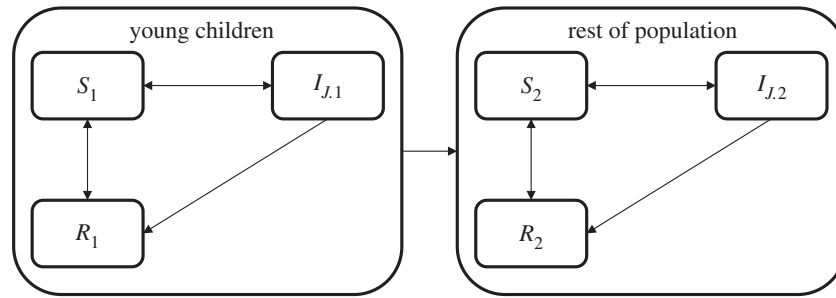 young children
rest of population
S1
IJ.1
S2
IJ.2
R1
R2